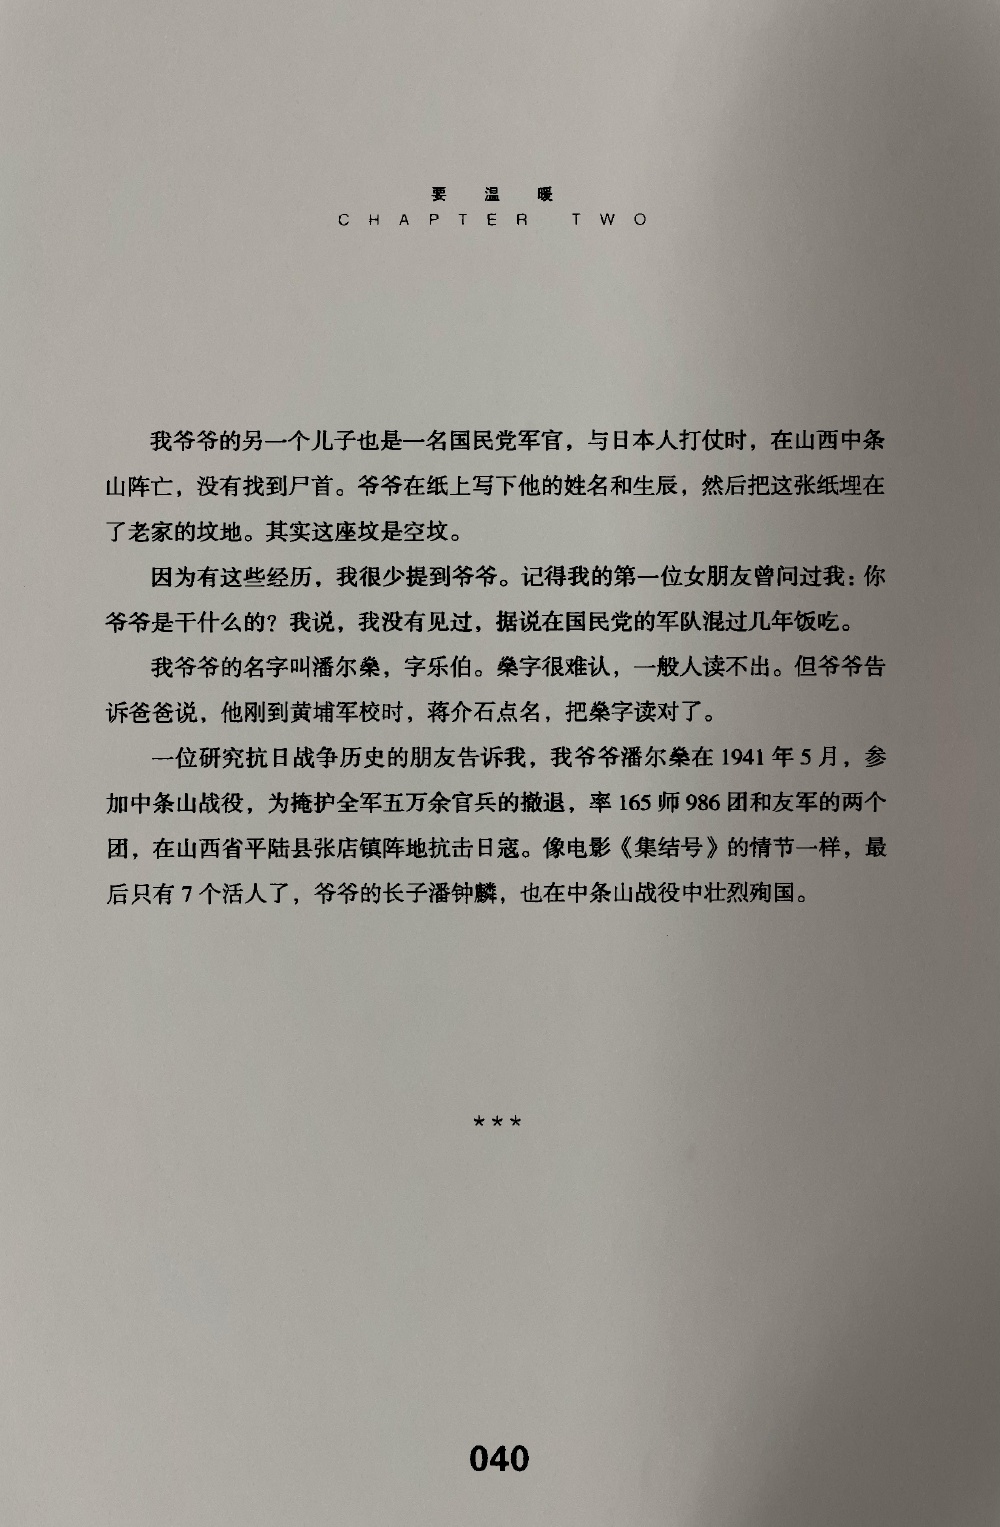 要温暖
CHAPTER TWO
我爷爷的另一个儿子也是一名国民党军官，与日本人打仗时，在山西中条
山阵亡，没有找到尸首。爷爷在纸上写下他的姓名和生辰，然后把这张纸埋在
了老家的坟地。其实这座坟是空坟。
因为有这些经历，我很少提到爷爷。记得我的第一位女朋友曾问过我：你
爷爷是干什么的？我说，我没有见过，据说在国民党的军队混过几年饭吃。
我爷爷的名字叫潘尔燊，字乐伯。燊字很难认，一般人读不出。但爷爷告
诉爸爸说，他刚到黄埔军校时，蒋介石点名，把燊字读对了。
一位研究抗日战争历史的朋友告诉我，我爷爷潘尔燊在1941年5月，参
加中条山战役，为掩护全军五万余官兵的撤退，率165师986团和友军的两个
团，在山西省平陆县张店镇阵地抗击日寇。像电影《集结号》的情节一样，最
后只有7个活人了，爷爷的长子潘钟麟，也在中条山战役中壮烈殉国。
***
040